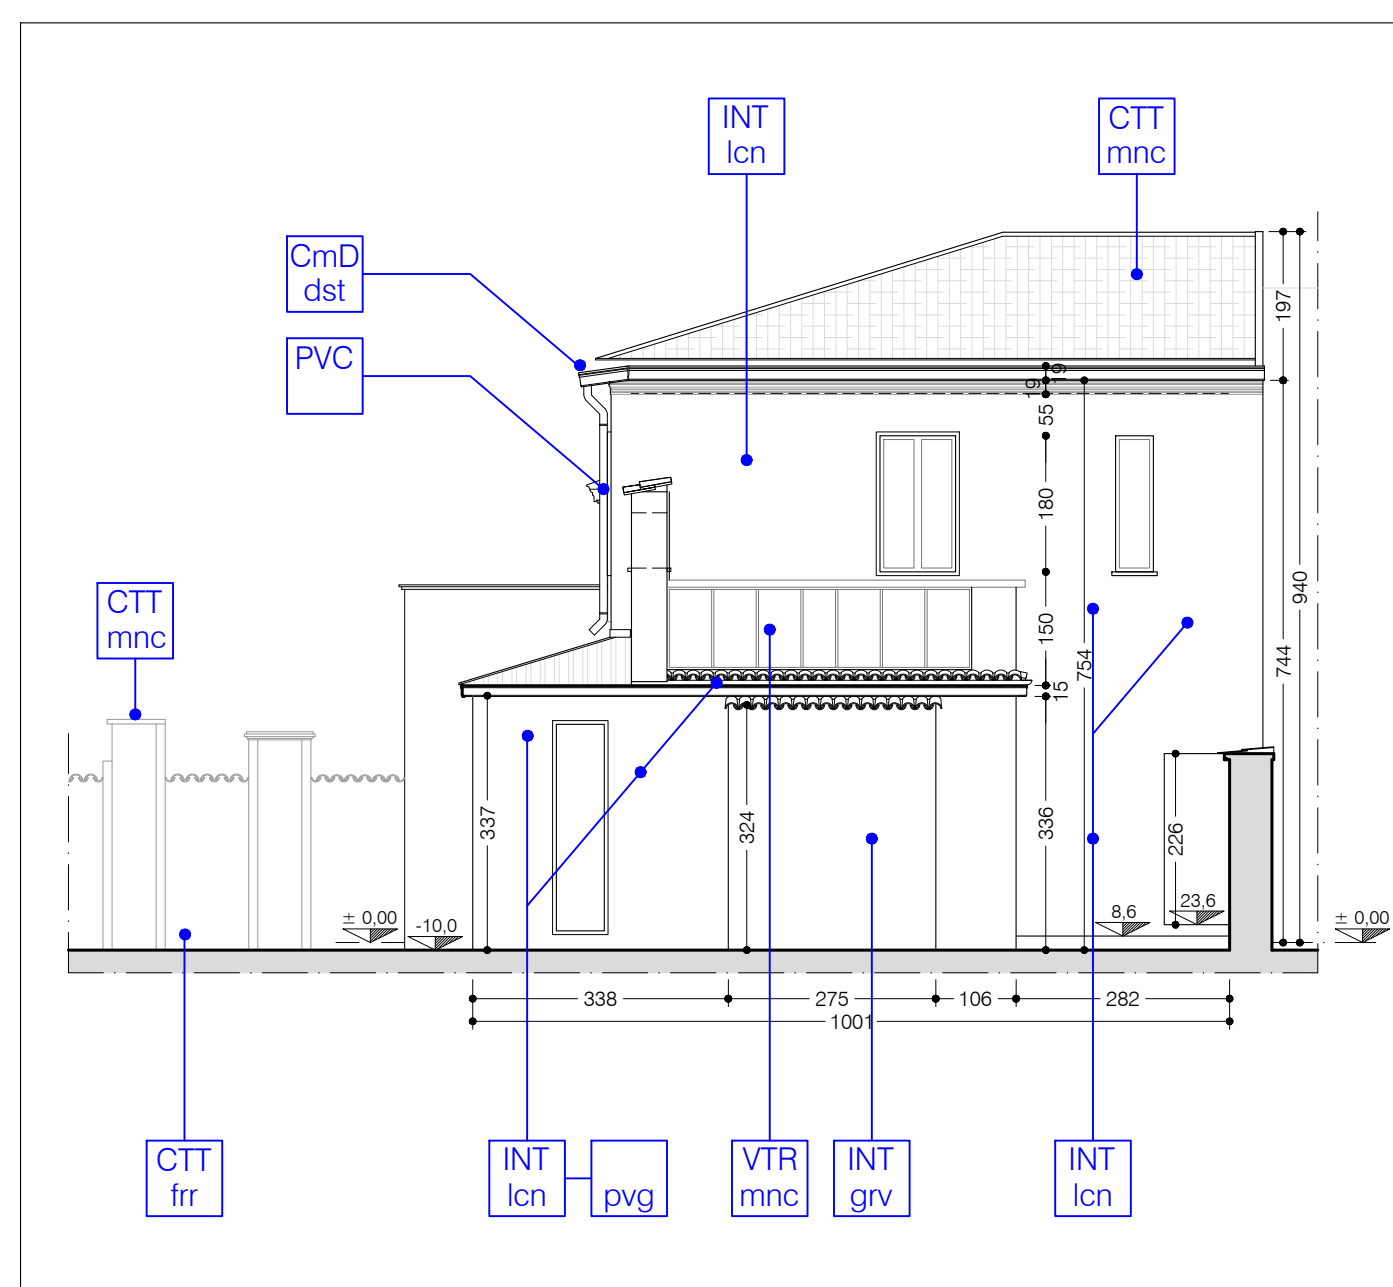 INT
lcn
CTT
mnc
CmD
dst
PVC
197
19
19
55
180
940
CTT
mnc
150
754
744
15
337
324
336
226
± 0,00
-10,0
8,6
23,6
± 0,00
338
275
106
282
1001
CTT
frr
INT
lcn
pvg
VTR
mnc
INT
grv
INT
lcn